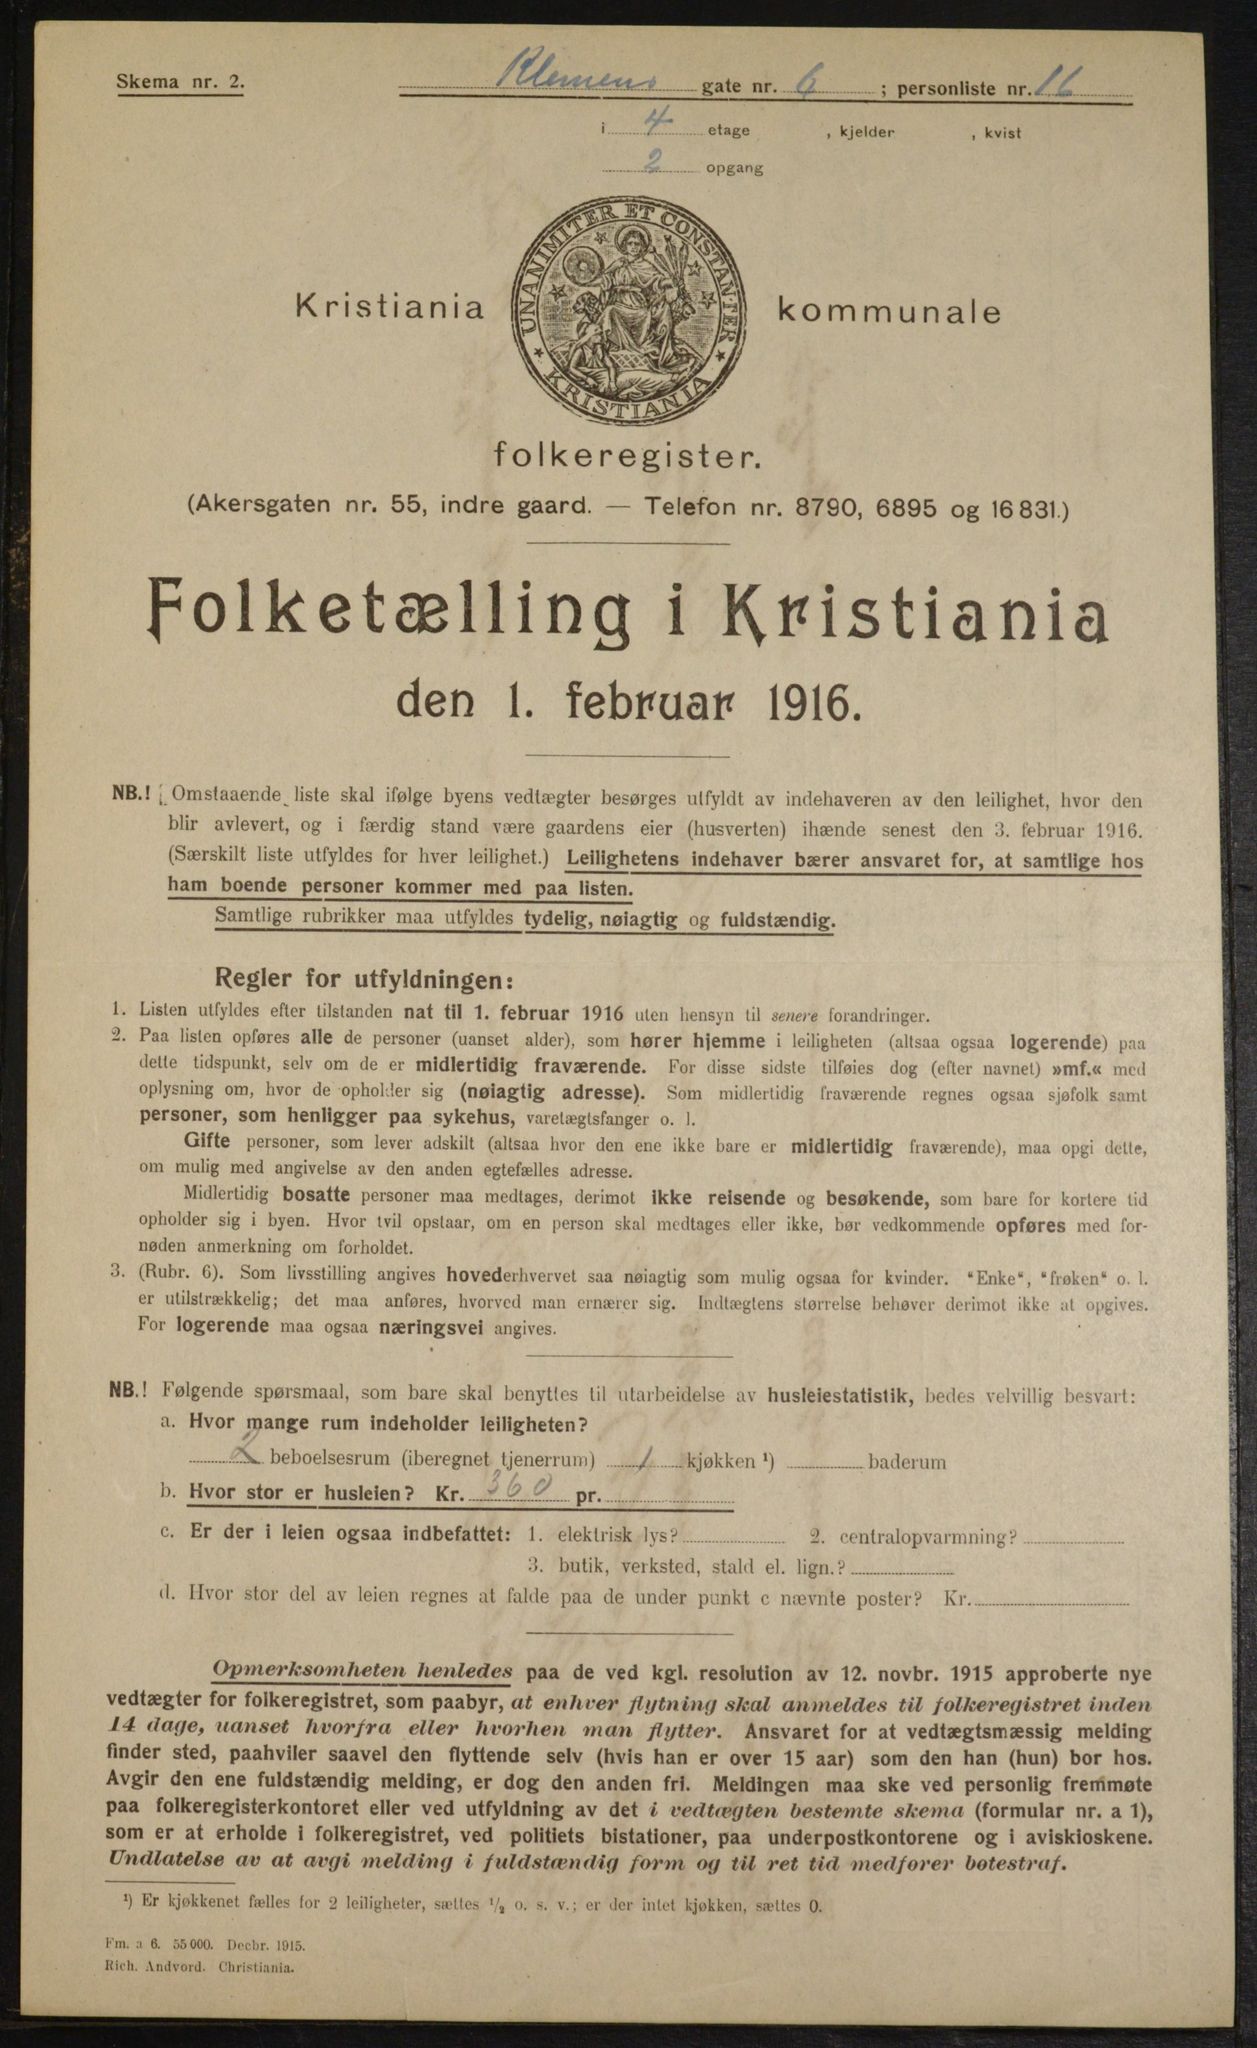 Skema nr. 2.
Klemens gate nr. 6 ; personliste nr. 16
i 4 etage , kjelder , kvist
2 opgang
UNANIMITER ET CONSTANTER
KRISTIANIA
Kristiania kommunale
folkeregister.
(Akersgaten nr. 55, indre gaard. — Telefon nr. 8790, 6895 og 16 831.)
Folketælling i Kristiania
den 1. februar 1916.
NB.! Omstaaende liste skal ifølge byens vedtægter besørges utfyldt av indehaveren av den leilighet, hvor den
blir avlevert, og i færdig stand være gaardens eier (husverten) ihænde senest den 3. februar 1916.
(Særskilt liste utfyldes for hver leilighet.) Leilighetens indehaver bærer ansvaret for, at samtlige hos
ham boende personer kommer med paa listen.
Samtlige rubrikker maa utfyldes tydelig, nøiagtig og fuldstændig.
Regler for utfyldningen:
1. Listen utfyldes efter tilstanden nat til 1. februar 1916 uten hensyn til senere forandringer.
2. Paa listen opføres alle de personer (uanset alder), som hører hjemme i leiligheten (altsaa ogsaa logerende) paa
dette tidspunkt, selv om de er midlertidig fraværende. For disse sidste tilføies dog (efter navnet) »mf.« med
oplysning om, hvor de opholder sig (nøiagtig adresse). Som midlertidig fraværende regnes ogsaa sjøfolk samt
personer, som henligger paa sykehus, varetægtsfanger o. l.
Gifte personer, som lever adskilt (altsaa hvor den ene ikke bare er midlertidig fraværende), maa opgi dette,
om mulig med angivelse av den anden egtefælles adresse.
Midlertidig bosatte personer maa medtages, derimot ikke reisende og besøkende, som bare for kortere tid
opholder sig i byen. Hvor tvil opstaar, om en person skal medtages eller ikke, bør vedkommende opføres med for-
nøden anmerkning om forholdet.
3. (Rubr. 6). Som livsstilling angives hovederhvervet saa nøiagtig som mulig ogsaa for kvinder. "Enke", "frøken" o. l.
er utilstrækkelig; det maa anføres, hvorved man ernærer sig. Indtægtens størrelse behøver derimot ikke at opgives.
For logerende maa ogsaa næringsvei angives.
NB.! Følgende spørsmaal, som bare skal benyttes til utarbeidelse av husleiestatistik, bedes velvillig besvart:
a. Hvor mange rum indeholder leiligheten?
2 beboelsesrum (iberegnet tjenerrum) 1 kjøkken ¹) baderum
b. Hvor stor er husleien? Kr. 360 pr.
c. Er der i leien ogsaa indbefattet: 1. elektrisk lys? 2. centralopvarmning?
3. butik, verksted, stald el. lign.?
d. Hvor stor del av leien regnes at falde paa de under punkt c nævnte poster? Kr.
Opmerksomheten henledes paa de ved kgl. resolution av 12. novbr. 1915 approberte nye
vedtægter for folkeregistret, som paabyr, at enhver flytning skal anmeldes til folkeregistret inden
14 dage, uanset hvorfra eller hvorhen man flytter. Ansvaret for at vedtægtsmæssig melding
finder sted, paahviler saavel den flyttende selv (hvis han er over 15 aar) som den han (hun) bor hos.
Avgir den ene fuldstændig melding, er dog den anden fri. Meldingen maa ske ved personlig fremmøte
paa folkeregisterkontoret eller ved utfyldning av det i vedtægten bestemte skema (formular nr. a 1),
som er at erholde i folkeregistret, ved politiets bistationer, paa underpostkontorene og i aviskioskene.
Undlatelse av at avgi melding i fuldstændig form og til ret tid medfører bøtestraf.
¹) Er kjøkkenet fælles for 2 leiligheter, sættes ¹/₂ o. s. v.; er der intet kjøkken, sættes 0.
Fm. a 6. 55 000. Decbr. 1915.
Rich. Andvord. Christiania.